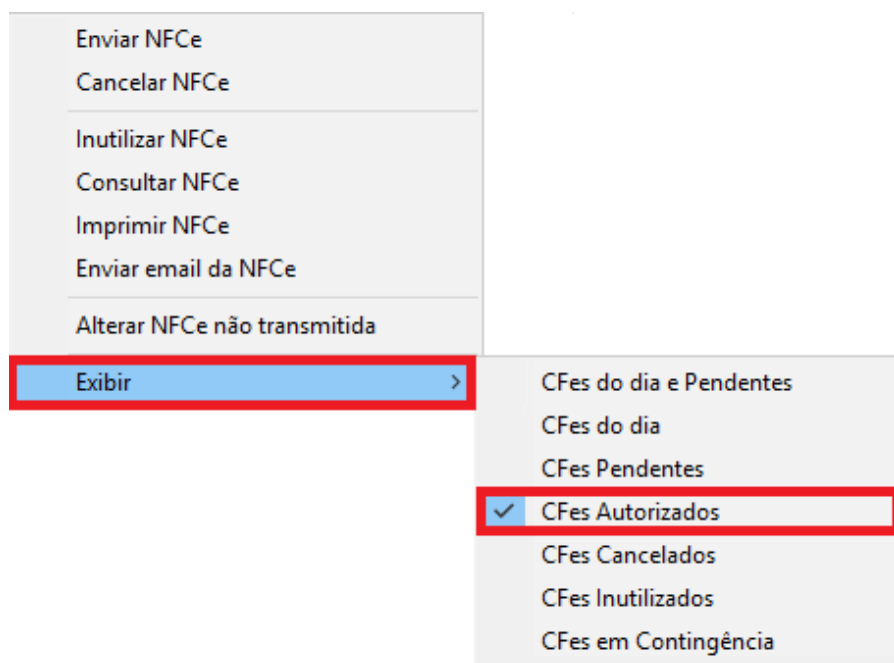 Enviar NFCe
Cancelar NFCe
Inutilizar NFCe
Consultar NFCe
Imprimir NFCe
Enviar email da NFCe
Alterar NFCe não transmitida
Exibir
CFes do dia e Pendentes
CFes do dia
CFes Pendentes
CFes Autorizados
CFes Cancelados
CFes Inutilizados
CFes em Contingência